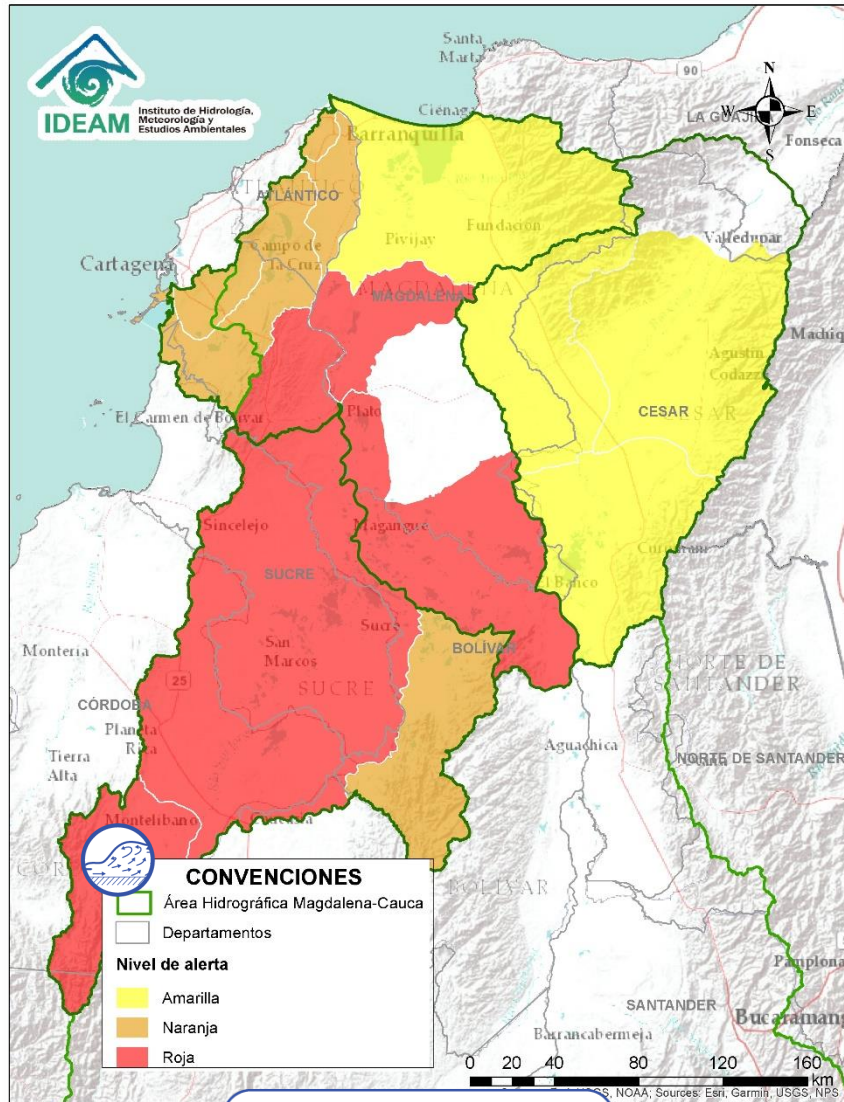 IDEAM
Instituto de Hidrología,
Meteorología y
Estudios Ambientales
Santa
Marta
90
N
W
E
S
LA GUAJIR
Ciénaga
Barranquilla
Fonseca
ATLÁNTICO
Fundación
Pivijay
Valledupar
Campo de
la Cruz
Cartagena
MAGDALENA
MAGDALENA
Machiq
Agustín
Codazzi
CESAR
El Carmen de Bolívar
Plato
Sincelejo
Magangué
SUCRE
El Banco
Sucre
BOLÍVAR
San
Marcos
Montería
SUCRE
25
NORTE DE
SANTANDER
CÓRDOBA
Planeta
Rica
Aguachica
NORTE DE SANTANDER
Tierra
Alta
Montelíbano
BOLÍVAR
CONVENCIONES
Área Hidrográfica Magdalena-Cauca
Departamentos
Nivel de alerta
Amarilla
Naranja
Roja
Pamplona
SANTANDER
Bucaramang
Barrancabermeja
0 20 40 80 120 160
km
USGS, NOAA; Sources: Esri, Garmin, USGS, NPS